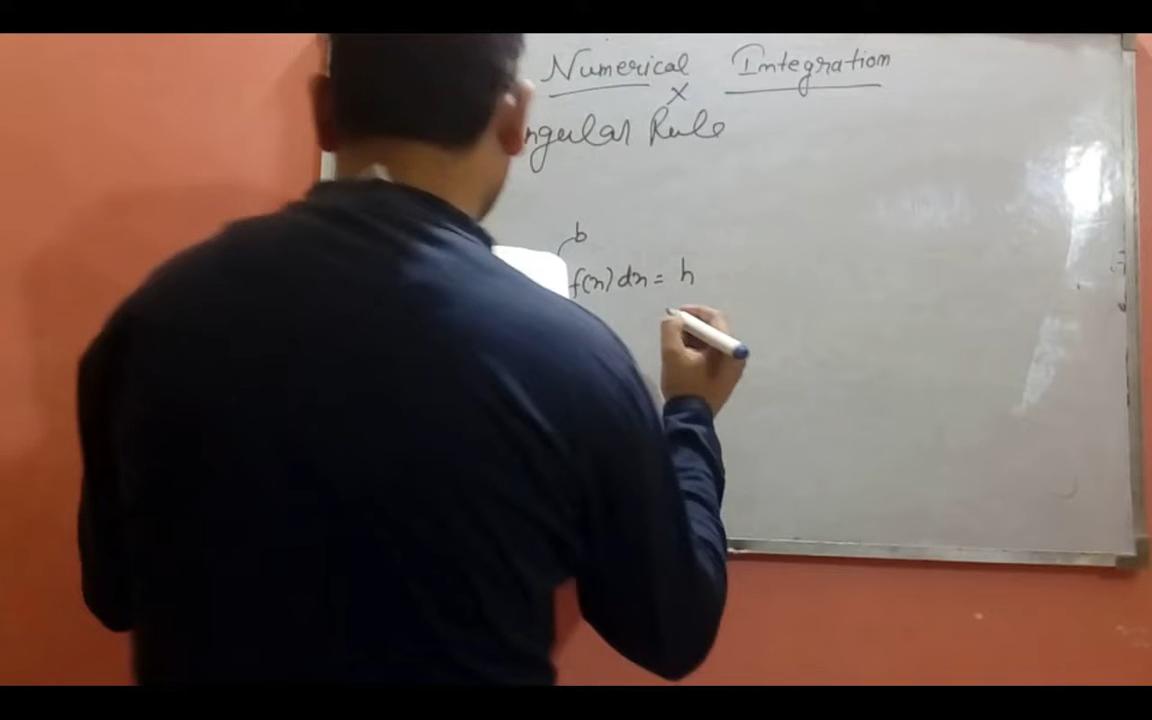 Numerical Integration
x
ngular Rule
b
f(x) dx = h